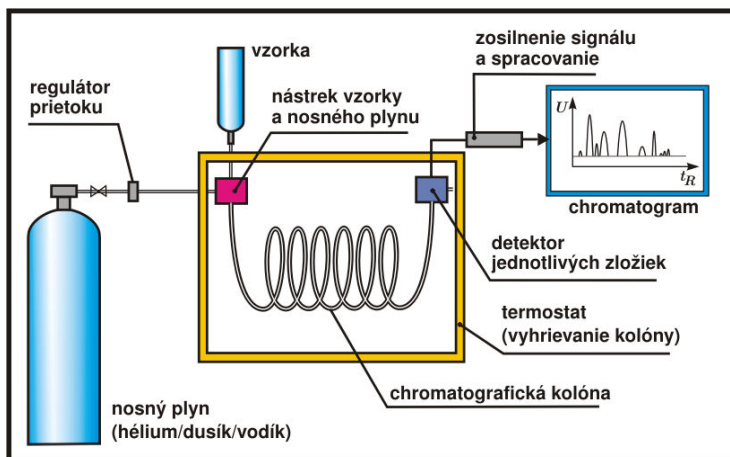 vzorka
zosilnenie signálu
a spracovanie
regulátor
prietoku
nástrek vzorky
a nosného plynu
U
t_R
chromatogram
detektor
jednotlivých zložiek
termostat
(vyhrievanie kolóny)
chromatografická kolóna
nosný plyn
(hélium/dusík/vodík)